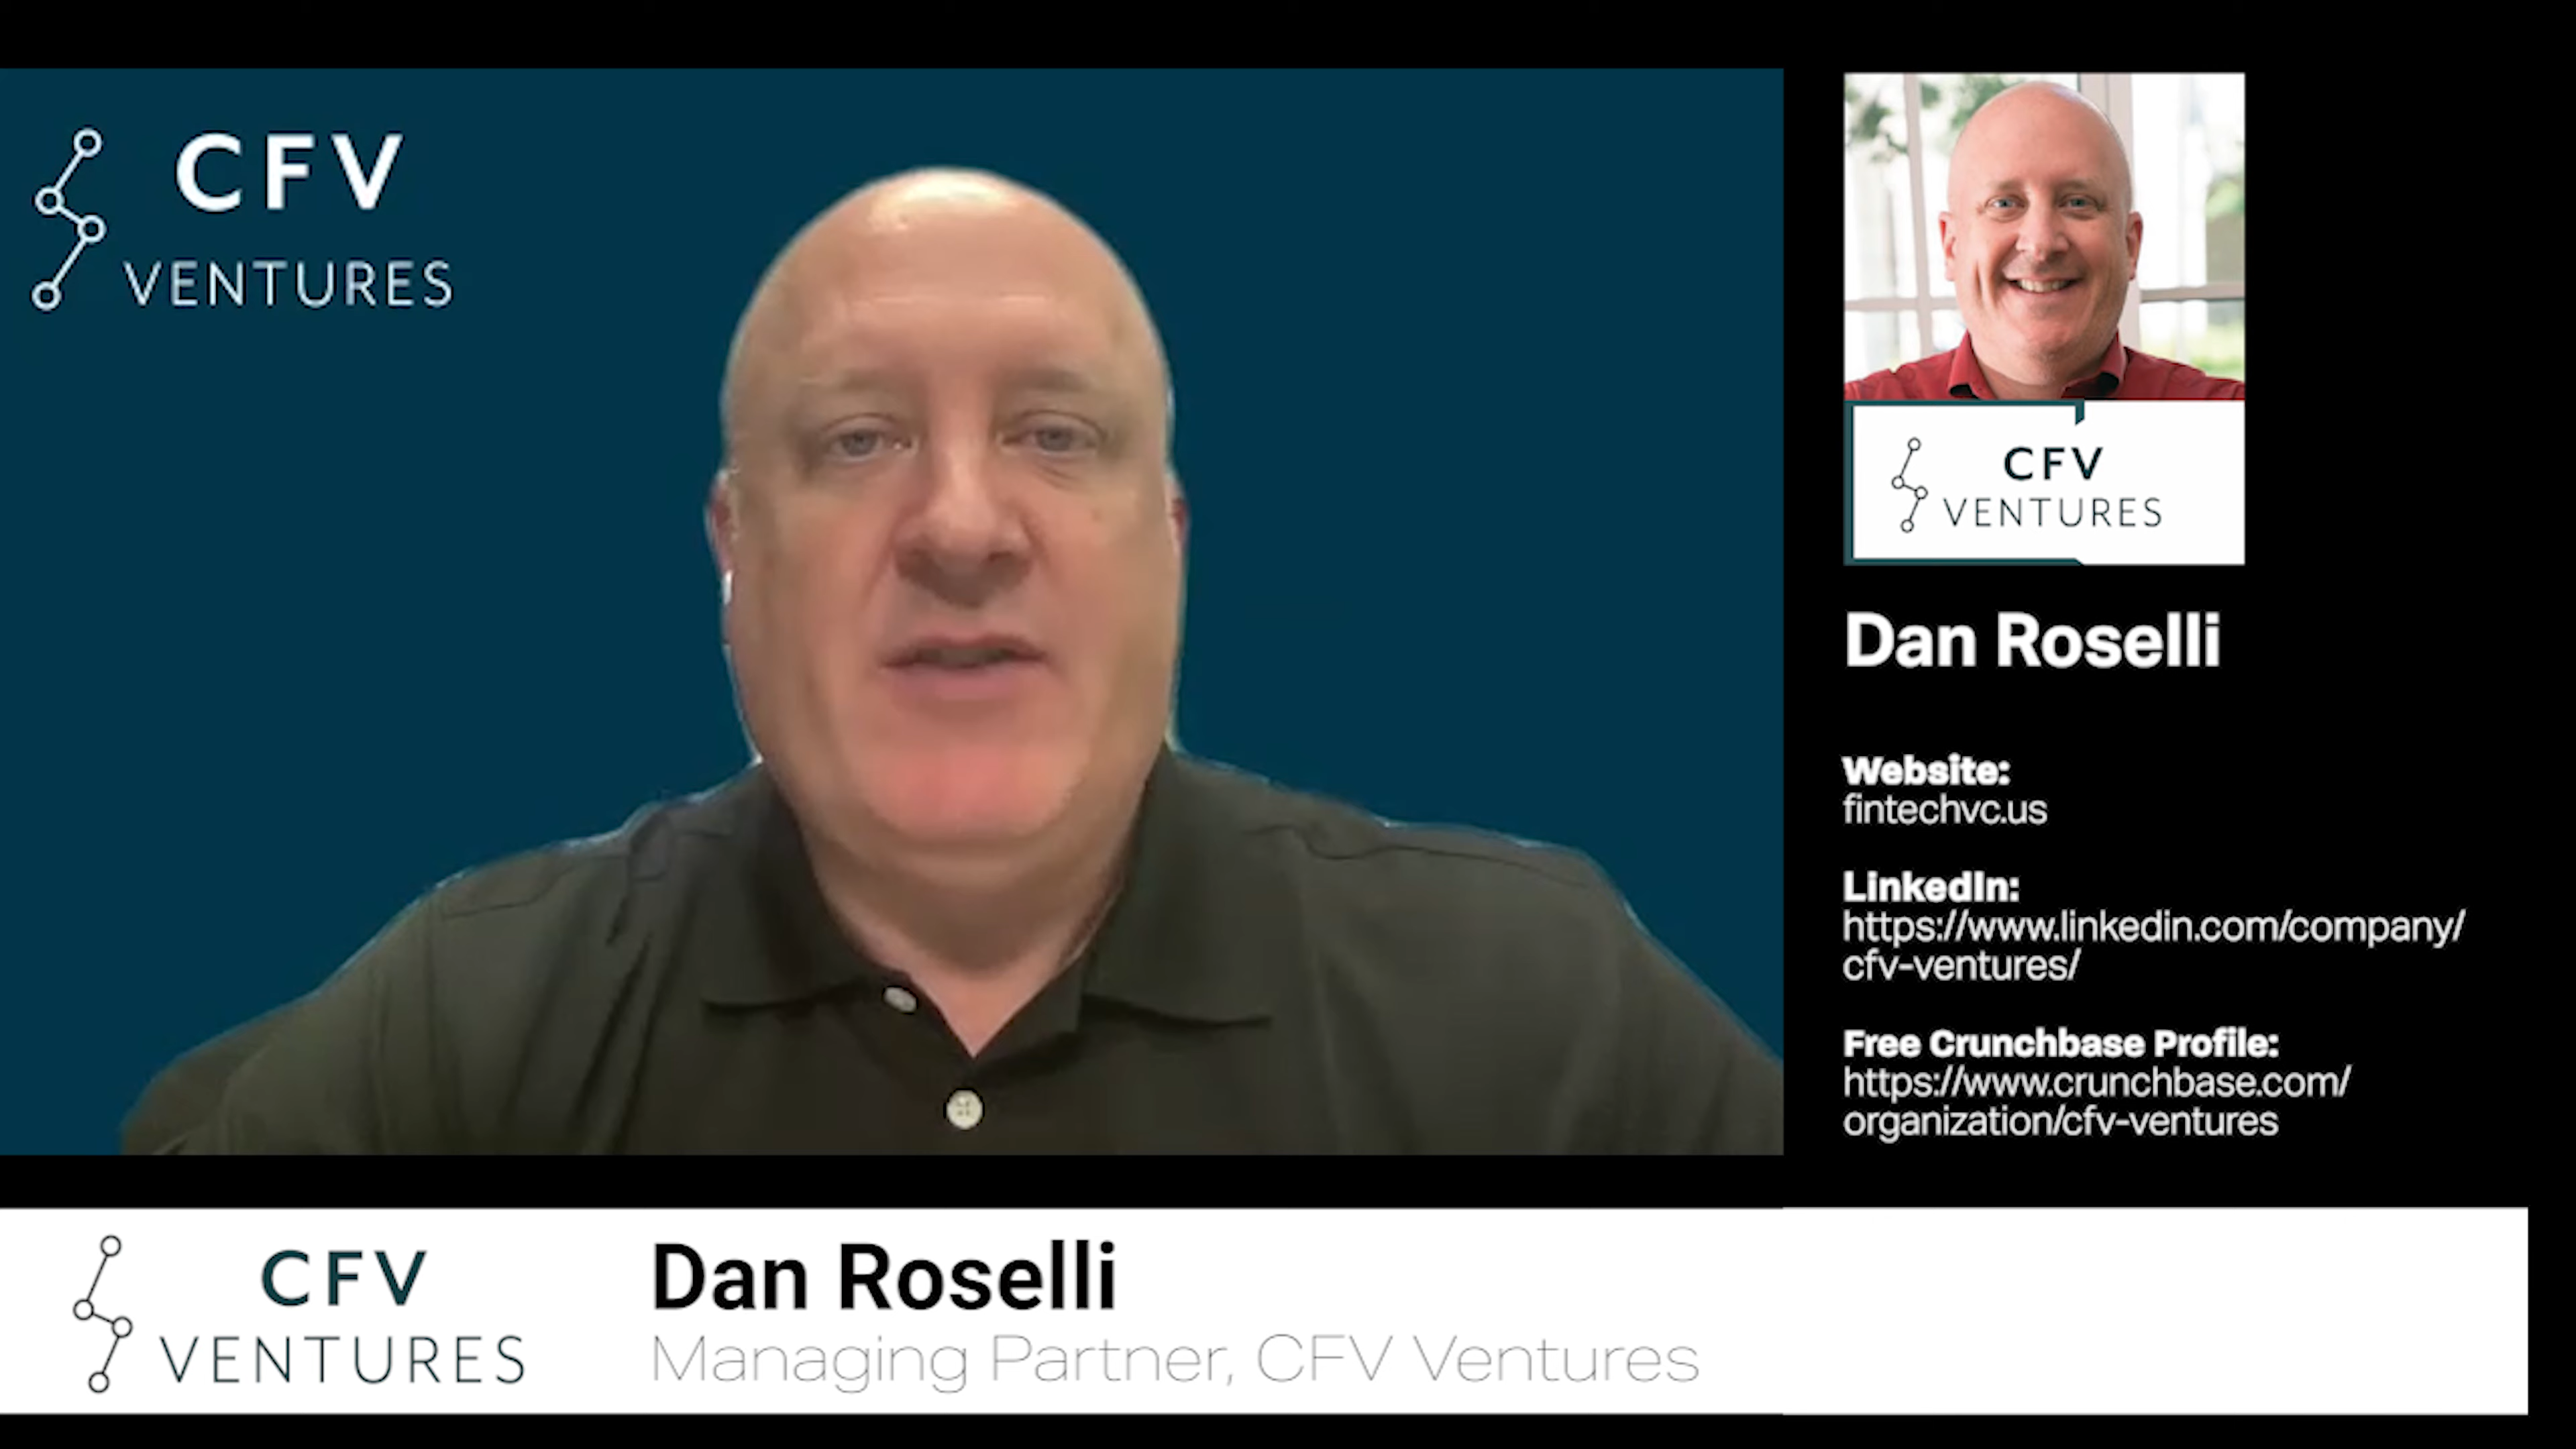 CFV
VENTURES
CFV
VENTURES
Dan Roselli
Website:
fintechvc.us
LinkedIn:
https://www.linkedin.com/company/
cfv-ventures/
Free Crunchbase Profile:
https://www.crunchbase.com/
organization/cfv-ventures
CFV
VENTURES
Dan Roselli
Managing Partner, CFV Ventures